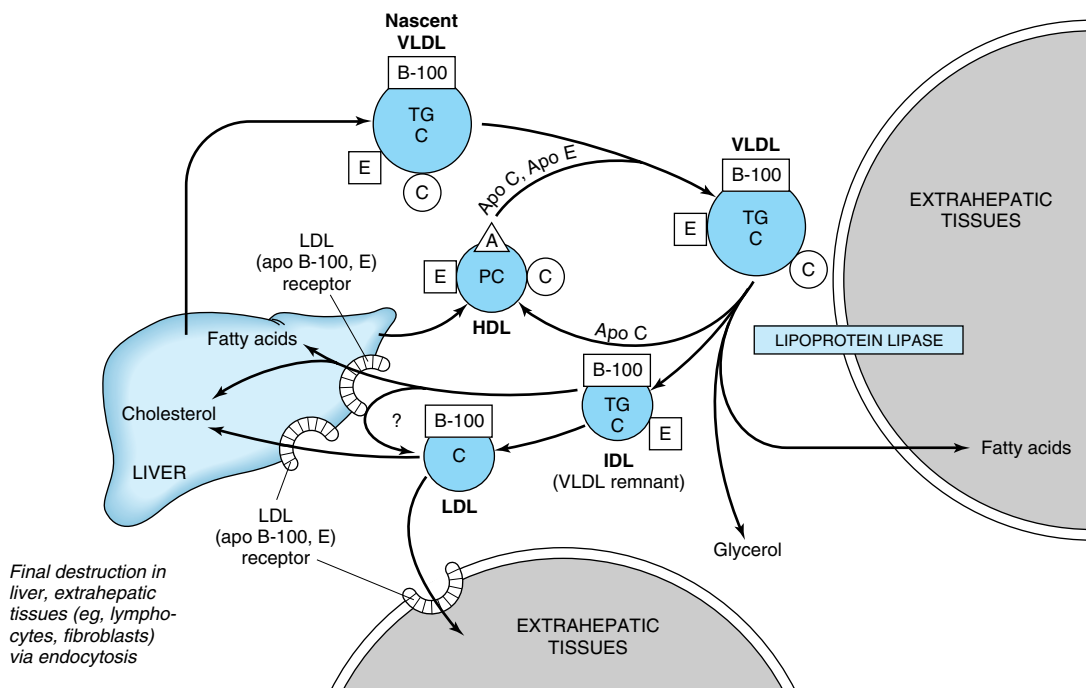 Nascent
VLDL
B-100
TG
C
E
C
Apo C, Apo E
VLDL
B-100
TG
C
E
C
EXTRAHEPATIC
TISSUES
LDL
(apo B-100, E)
receptor
A
E
PC
C
HDL
Apo C
LIPOPROTEIN LIPASE
Fatty acids
Cholesterol
LIVER
?
B-100
TG
C
E
IDL
(VLDL remnant)
B-100
C
LDL
Fatty acids
Glycerol
LDL
(apo B-100, E)
receptor
Final destruction in
liver, extrahepatic
tissues (eg, lympho-
cytes, fibroblasts)
via endocytosis
EXTRAHEPATIC
TISSUES